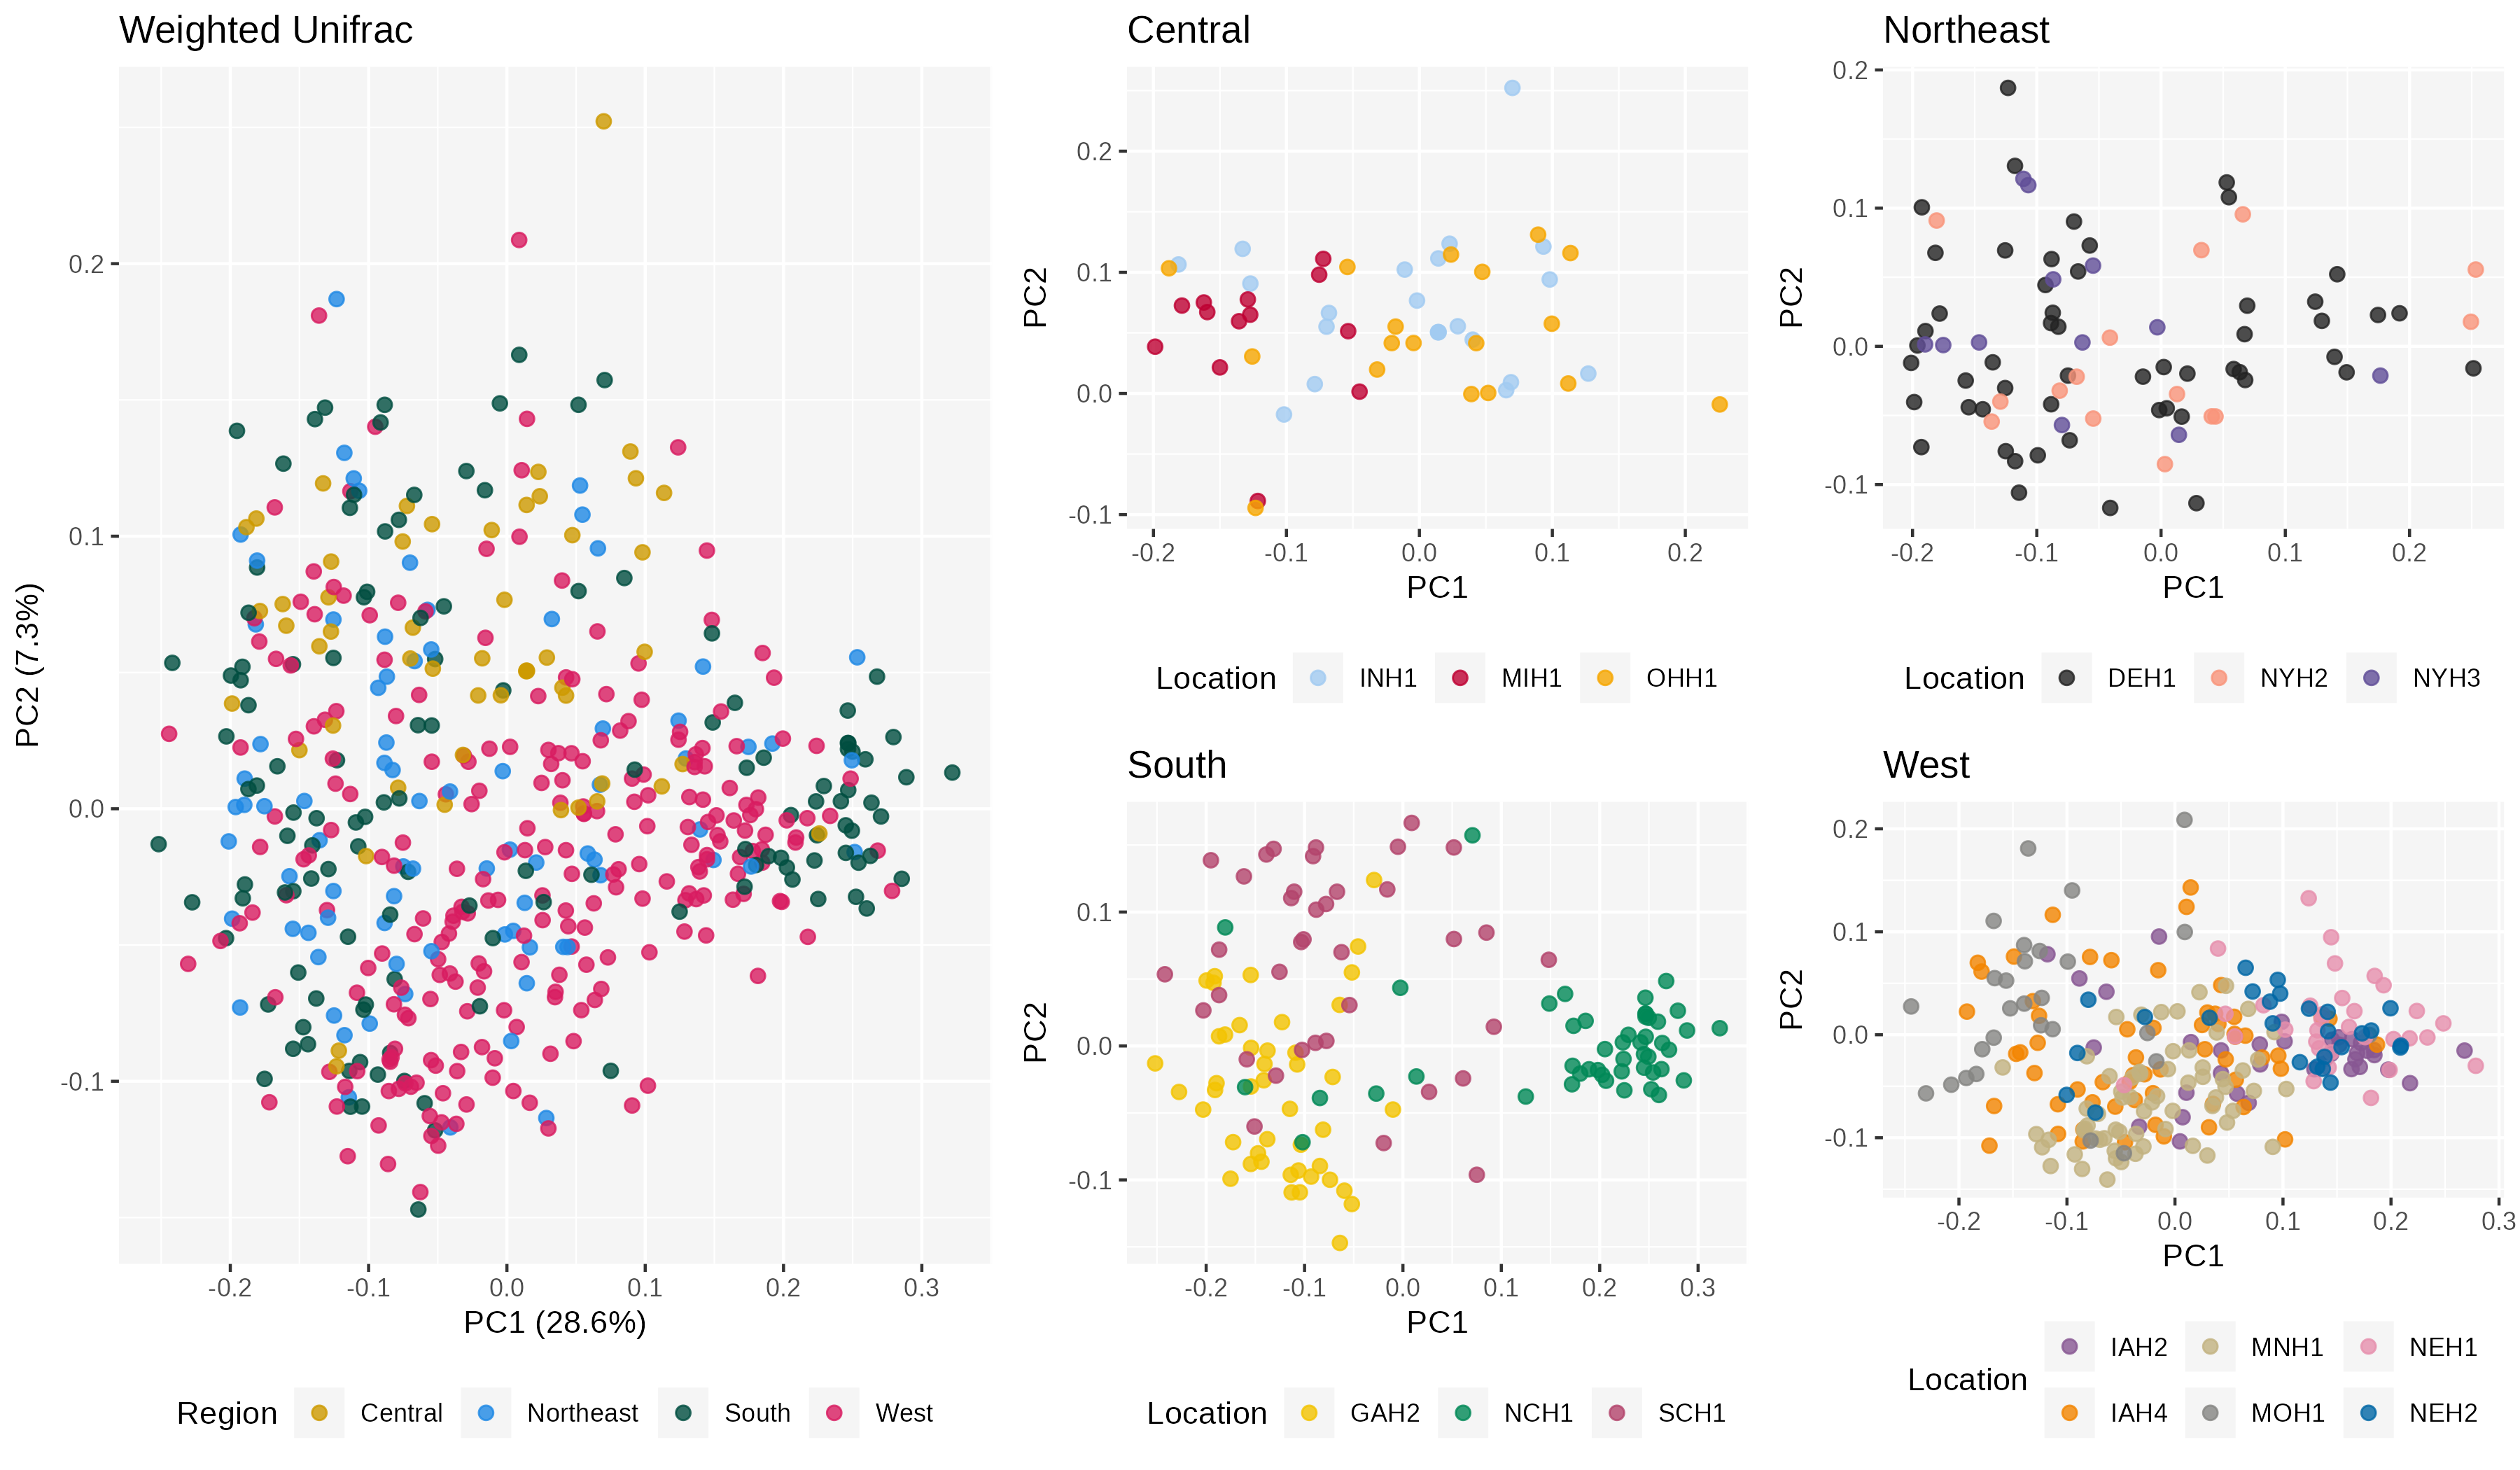 Weighted Unifrac
PC2 (7.3%)
0.2
0.1
0.0
-0.1
-0.2 -0.1 0.0 0.1 0.2 0.3
PC1 (28.6%)
Region Central Northeast South West
Central
PC2
0.2
0.1
0.0
-0.1
-0.2 -0.1 0.0 0.1 0.2
PC1
Location INH1 MIH1 OHH1
Northeast
PC2
0.2
0.1
0.0
-0.1
-0.2 -0.1 0.0 0.1 0.2
PC1
Location DEH1 NYH2 NYH3
South
PC2
0.1
0.0
-0.1
-0.2 -0.1 0.0 0.1 0.2 0.3
PC1
Location GAH2 NCH1 SCH1
West
PC2
0.2
0.1
0.0
-0.1
-0.2 -0.1 0.0 0.1 0.2 0.3
PC1
Location
IAH2 MNH1 NEH1
IAH4 MOH1 NEH2